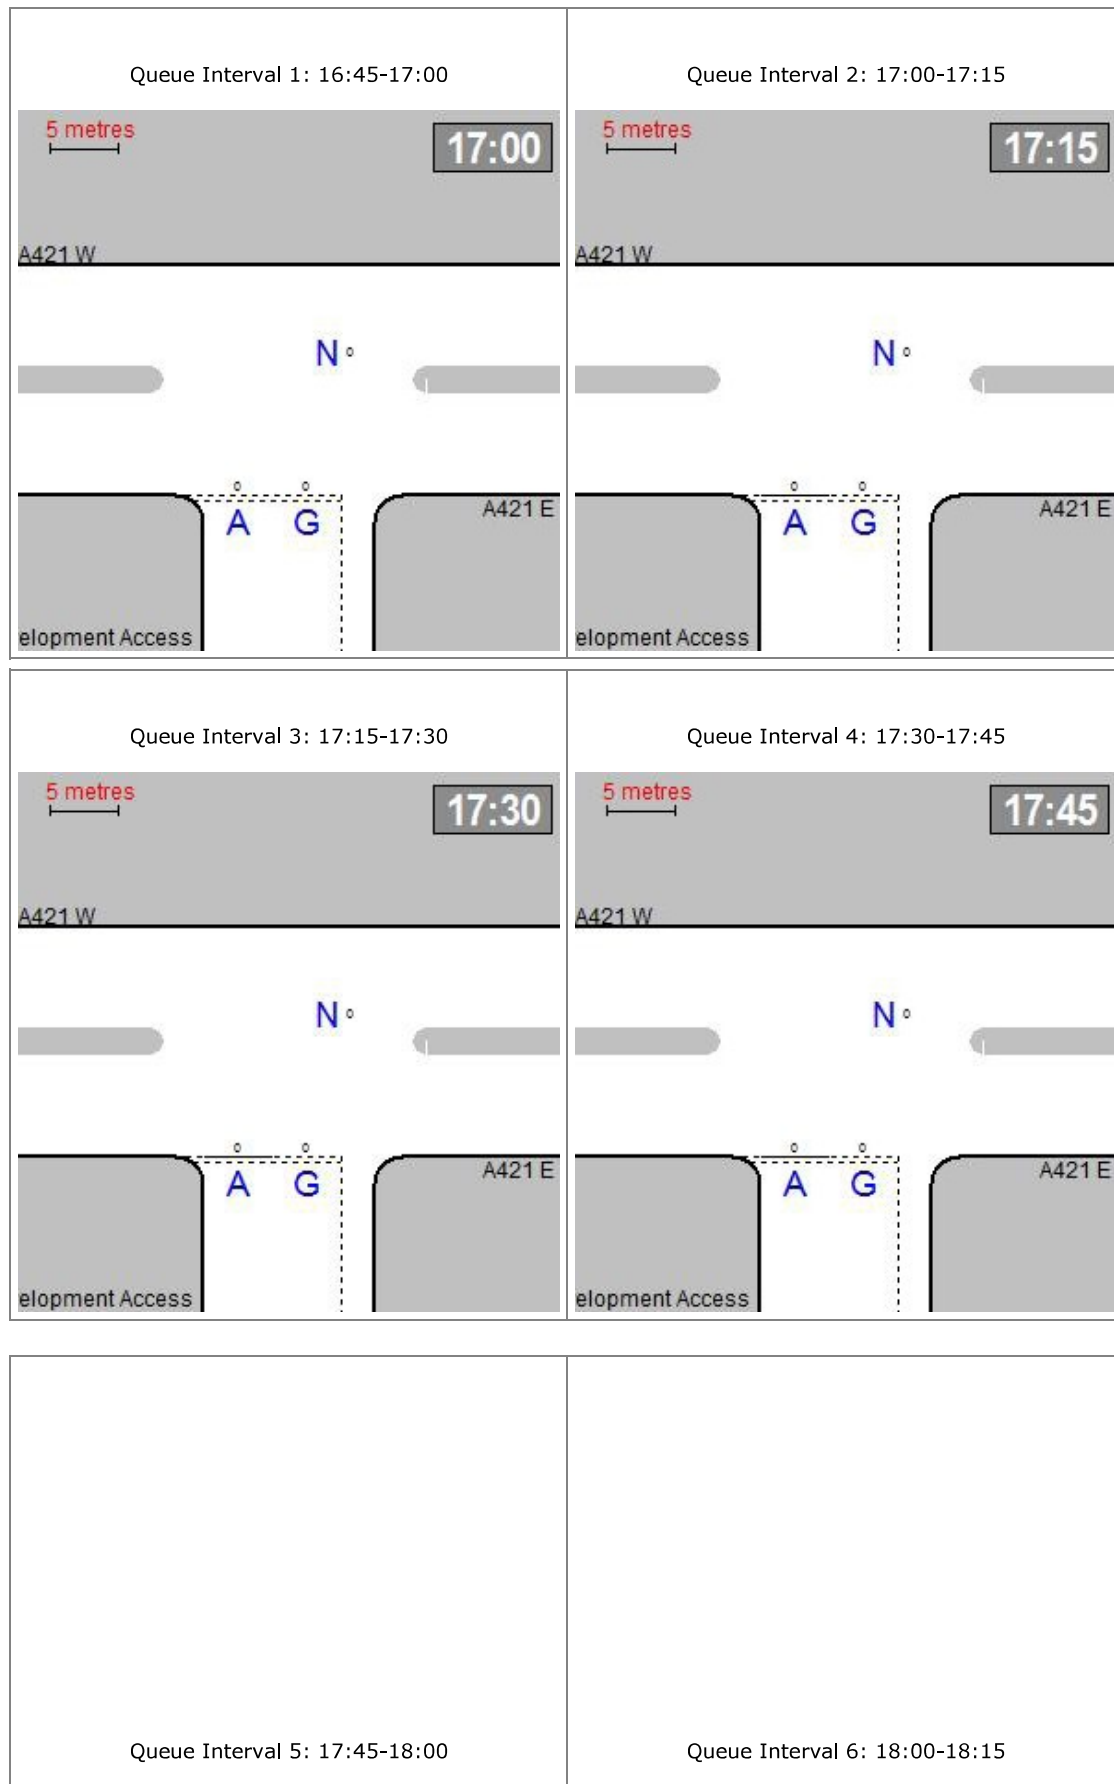 Queue Interval 1: 16:45-17:00
5 metres
17:00
A421 W
N
A G
A421 E
elopment Access
Queue Interval 2: 17:00-17:15
5 metres
17:15
A421 W
N
A G
A421 E
elopment Access
Queue Interval 3: 17:15-17:30
5 metres
17:30
A421 W
N
A G
A421 E
elopment Access
Queue Interval 4: 17:30-17:45
5 metres
17:45
A421 W
N
A G
A421 E
elopment Access
Queue Interval 5: 17:45-18:00
Queue Interval 6: 18:00-18:15